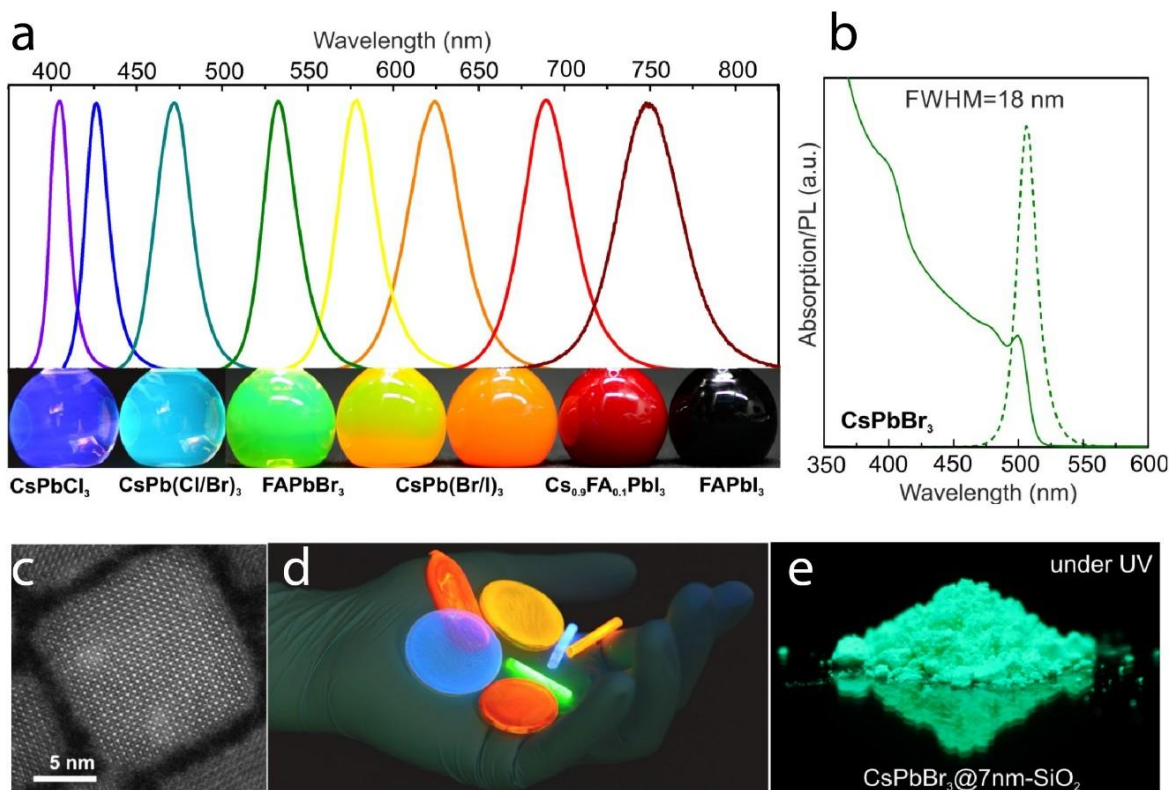 a
Wavelength (nm)
400 450 500 550 600 650 700 750 800
CsPbCl₃ CsPb(Cl/Br)₃ FAPbBr₃ CsPb(Br/I)₃ Cs₀.₉FA₀.₁PbI₃ FAPbI₃
b
FWHM=18 nm
Absorption/PL (a.u.)
CsPbBr₃
350 400 450 500 550 600
Wavelength (nm)
c
5 nm
d
e
under UV
CsPbBr₃@7nm-SiO₂